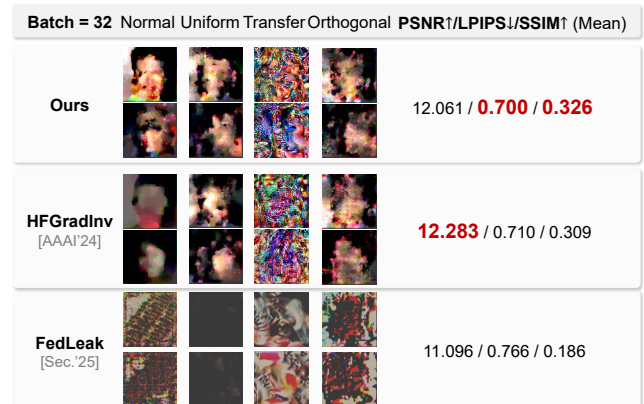 Batch = 32 Normal Uniform Transfer Orthogonal PSNR↑/LPIPS↓/SSIM↑ (Mean)
Ours 12.061 / 0.700 / 0.326
HFGradInv 12.283 / 0.710 / 0.309
[AAAI'24]
FedLeak 11.096 / 0.766 / 0.186
[Sec.'25]